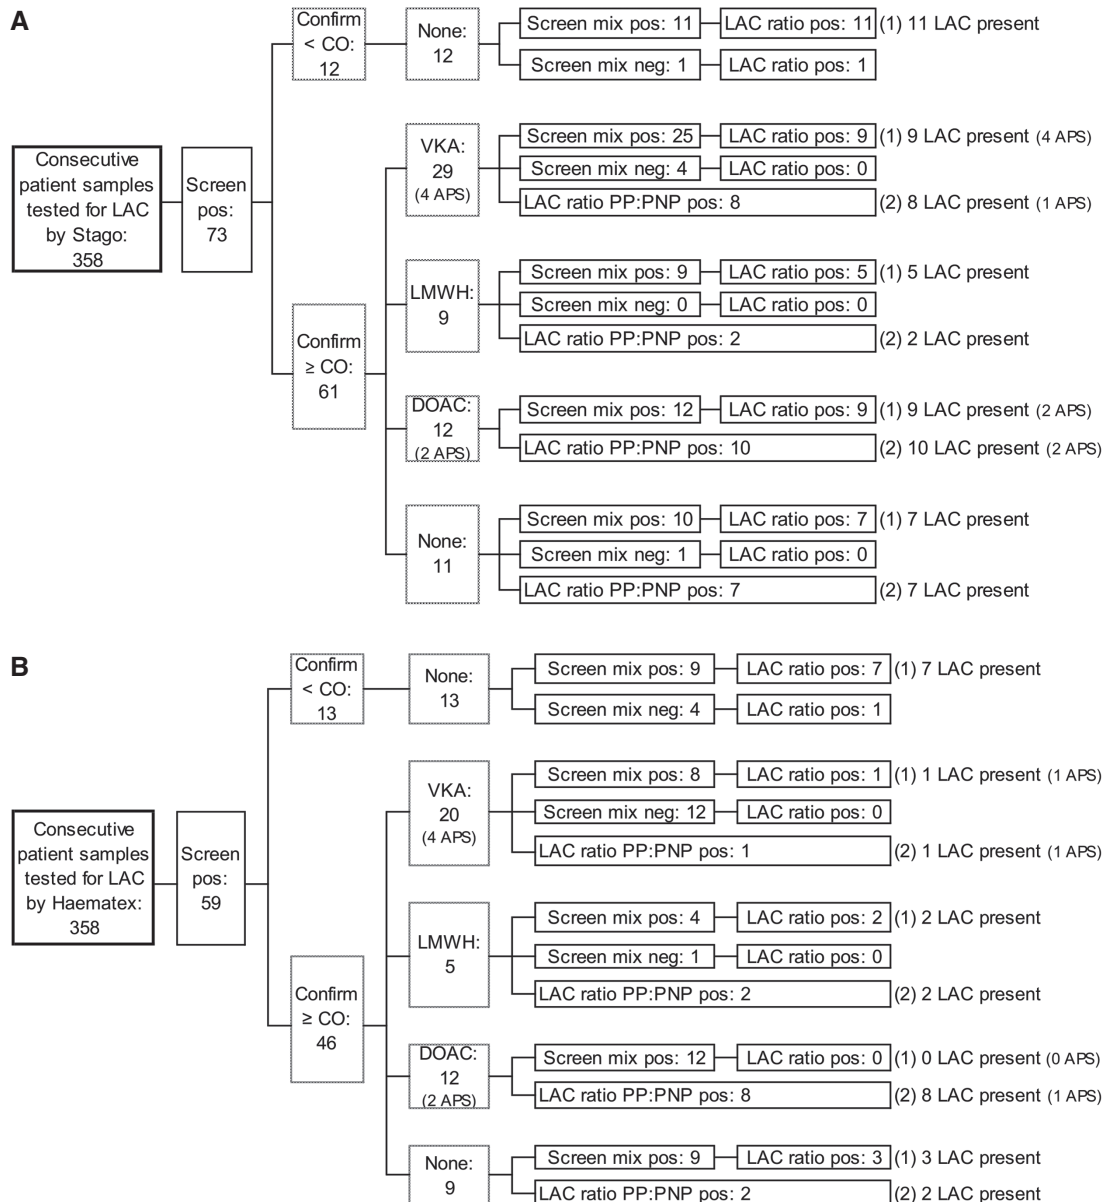 A
Consecutive
patient samples
tested for LAC
by Stago:
358
Screen
pos:
73
Confirm
< CO:
12
None:
12
Screen mix pos: 11
LAC ratio pos: 11
(1) 11 LAC present
Screen mix neg: 1
LAC ratio pos: 1
Confirm
≥ CO:
61
VKA:
29
(4 APS)
Screen mix pos: 25
LAC ratio pos: 9
(1) 9 LAC present (4 APS)
Screen mix neg: 4
LAC ratio pos: 0
LAC ratio PP:PNP pos: 8
(2) 8 LAC present (1 APS)
LMWH:
9
Screen mix pos: 9
LAC ratio pos: 5
(1) 5 LAC present
Screen mix neg: 0
LAC ratio pos: 0
LAC ratio PP:PNP pos: 2
(2) 2 LAC present
DOAC:
12
(2 APS)
Screen mix pos: 12
LAC ratio pos: 9
(1) 9 LAC present (2 APS)
LAC ratio PP:PNP pos: 10
(2) 10 LAC present (2 APS)
None:
11
Screen mix pos: 10
LAC ratio pos: 7
(1) 7 LAC present
Screen mix neg: 1
LAC ratio pos: 0
LAC ratio PP:PNP pos: 7
(2) 7 LAC present
B
Consecutive
patient samples
tested for LAC
by Haematex:
358
Screen
pos:
59
Confirm
< CO:
13
None:
13
Screen mix pos: 9
LAC ratio pos: 7
(1) 7 LAC present
Screen mix neg: 4
LAC ratio pos: 1
Confirm
≥ CO:
46
VKA:
20
(4 APS)
Screen mix pos: 8
LAC ratio pos: 1
(1) 1 LAC present (1 APS)
Screen mix neg: 12
LAC ratio pos: 0
LAC ratio PP:PNP pos: 1
(2) 1 LAC present (1 APS)
LMWH:
5
Screen mix pos: 4
LAC ratio pos: 2
(1) 2 LAC present
Screen mix neg: 1
LAC ratio pos: 0
LAC ratio PP:PNP pos: 2
(2) 2 LAC present
DOAC:
12
(2 APS)
Screen mix pos: 12
LAC ratio pos: 0
(1) 0 LAC present (0 APS)
LAC ratio PP:PNP pos: 8
(2) 8 LAC present (1 APS)
None:
9
Screen mix pos: 9
LAC ratio pos: 3
(1) 3 LAC present
LAC ratio PP:PNP pos: 2
(2) 2 LAC present